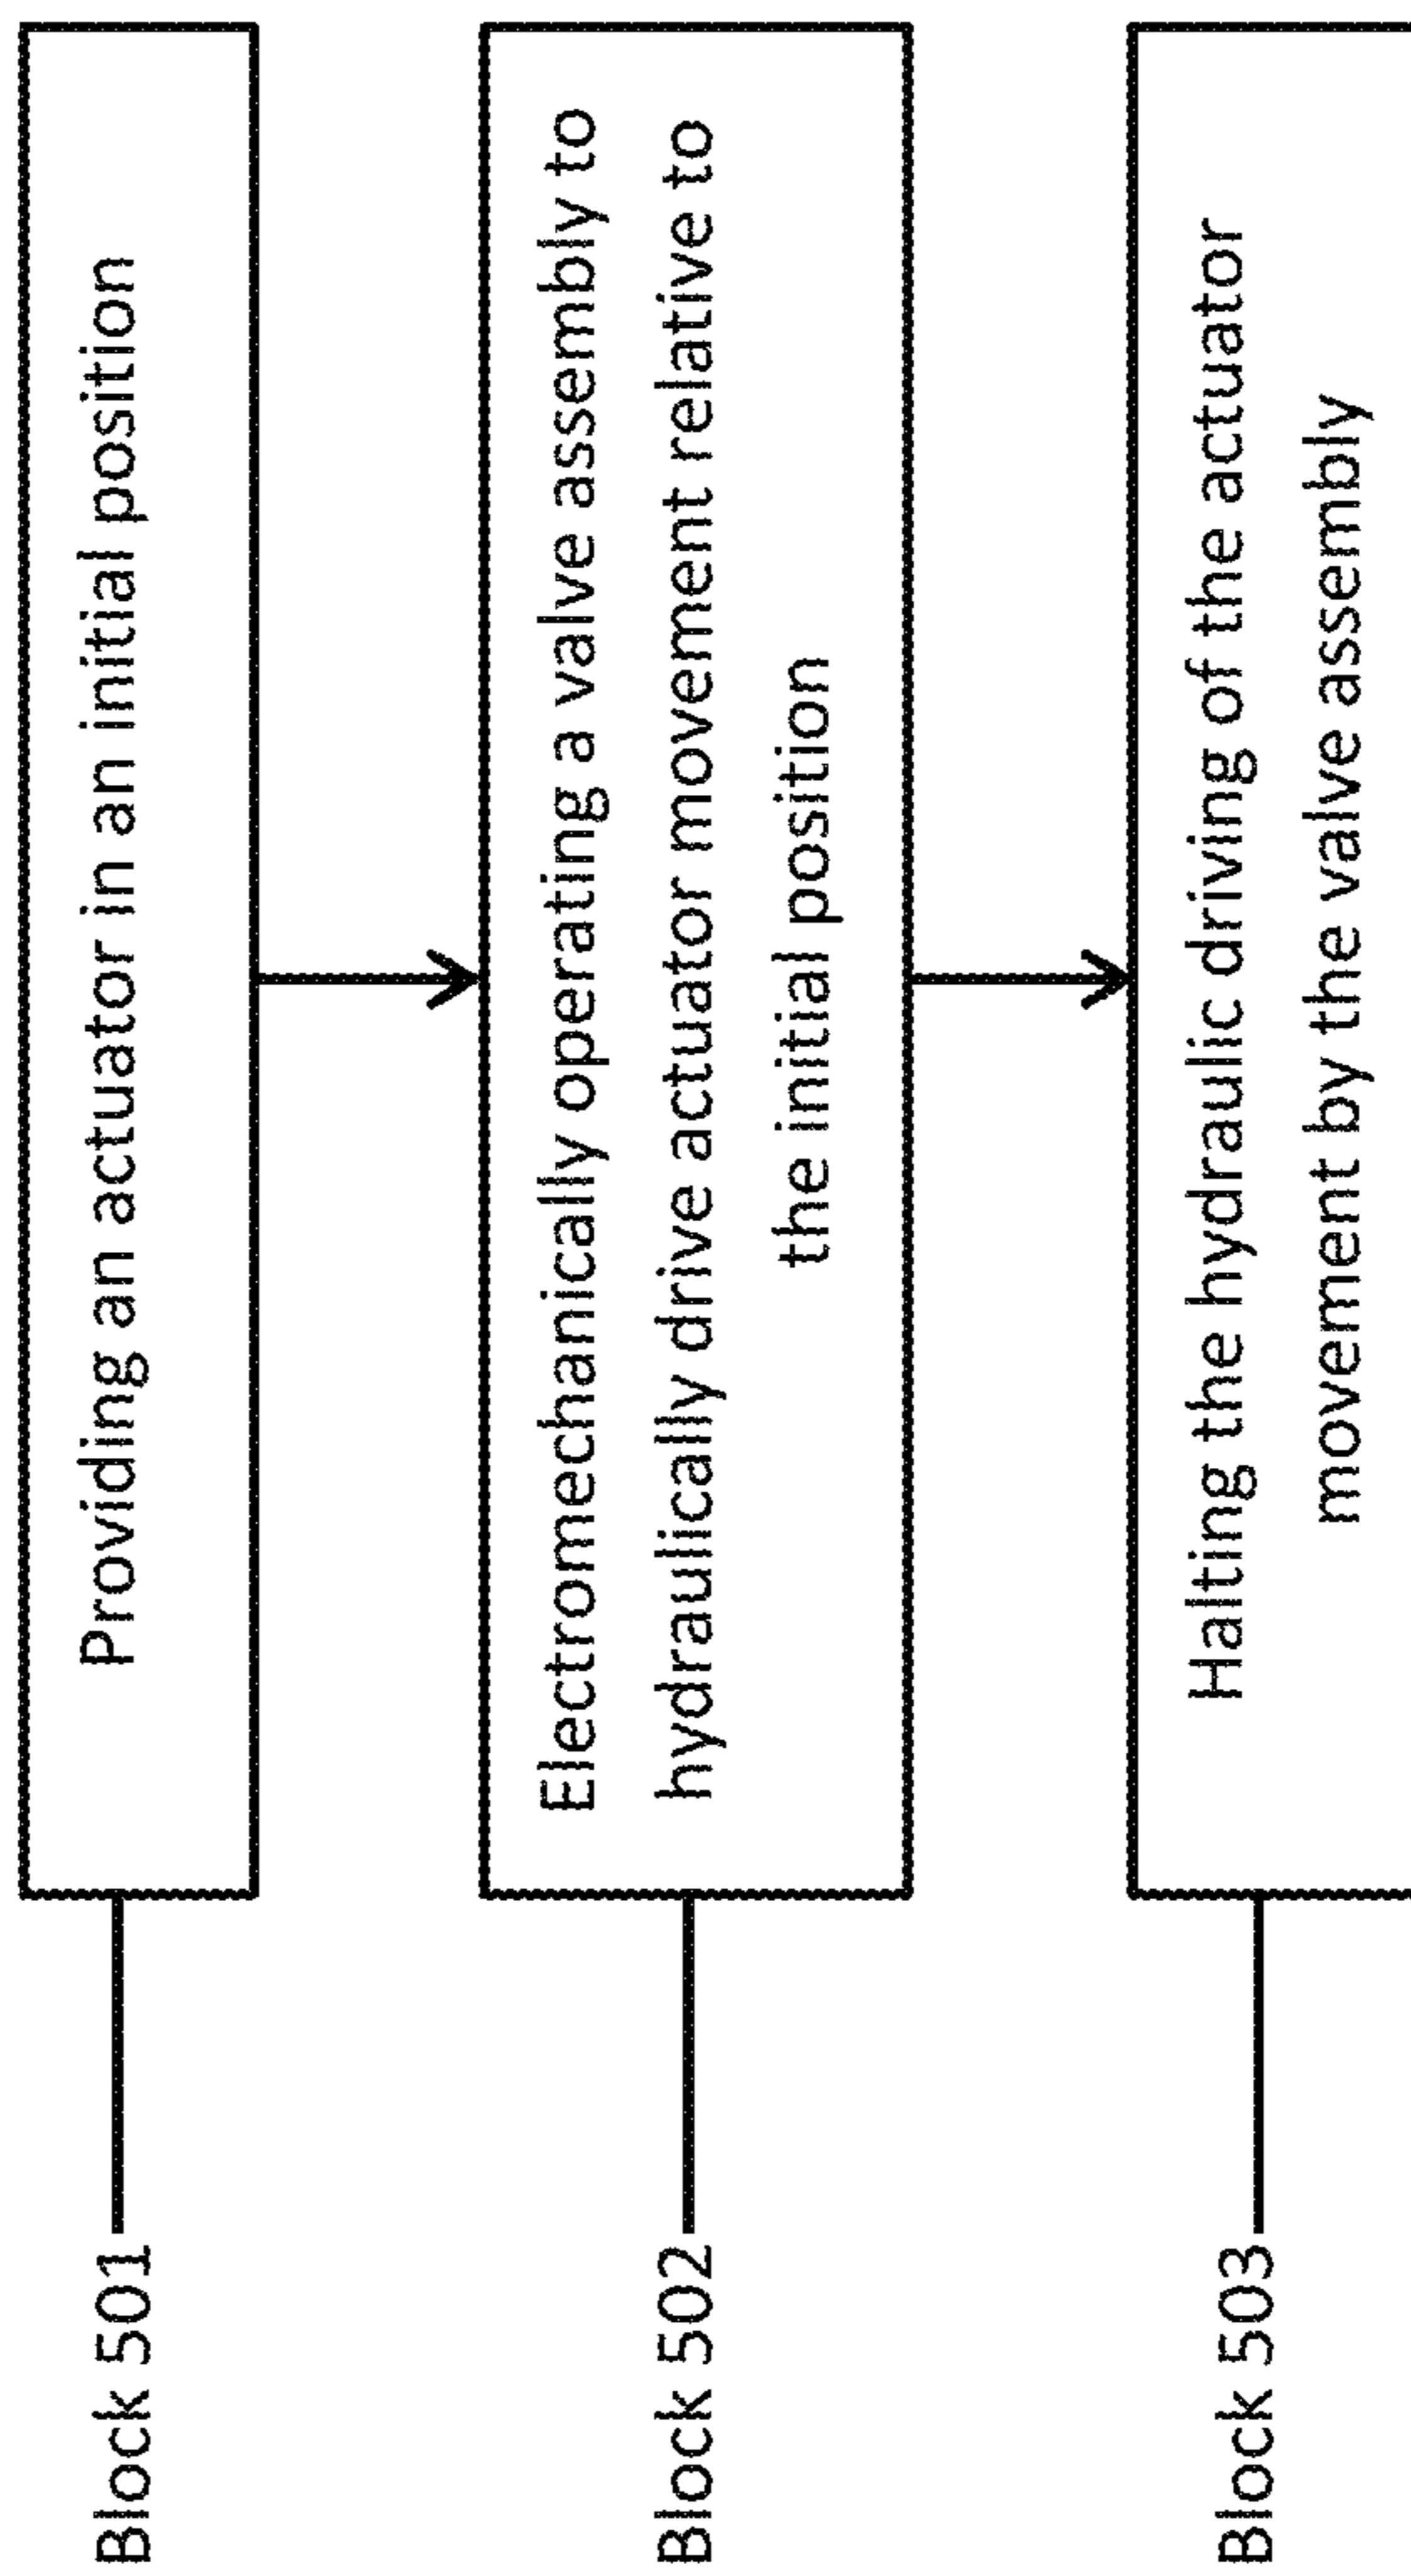 Block 501
Providing an actuator in an initial position
Block 502
Electromechanically operating a valve assembly to
hydraulically drive actuator movement relative to
the initial position
Block 503
Halting the hydraulic driving of the actuator
movement by the valve assembly